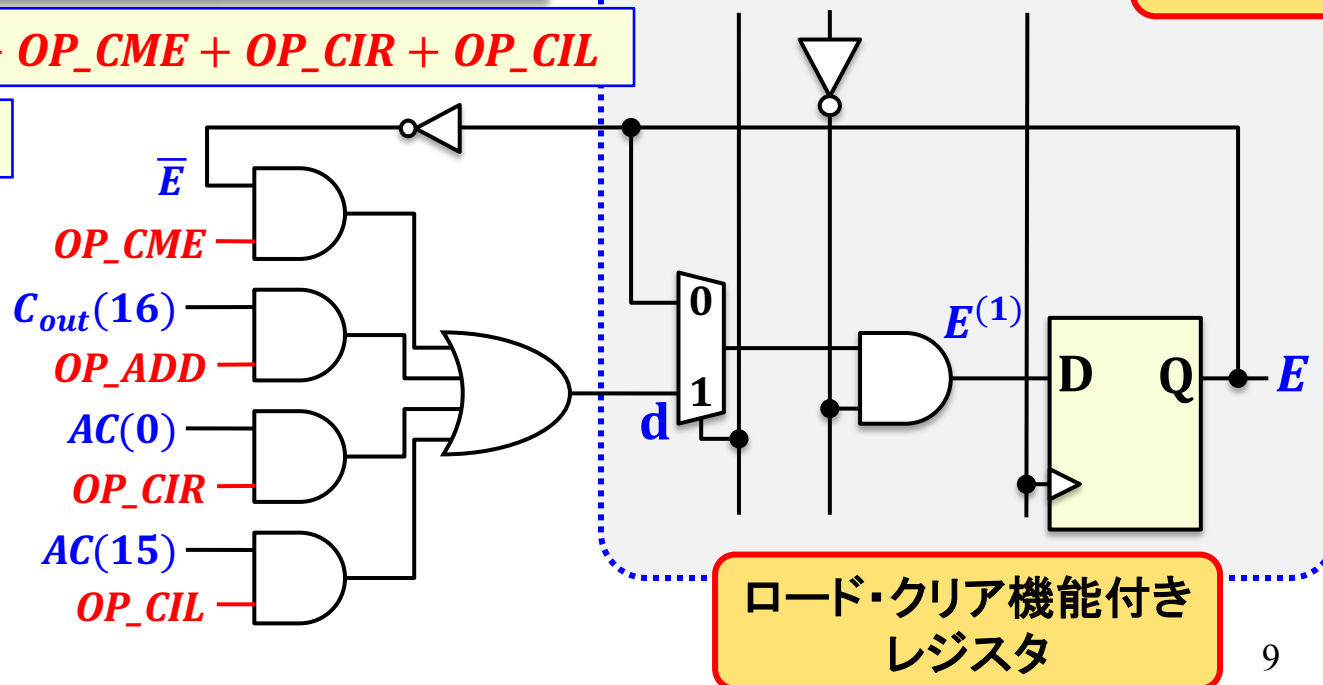 OP_CME + OP_CIR + OP_CIL
E̅
OP_CME
C_out(16)
OP_ADD
AC(0)
OP_CIR
AC(15)
OP_CIL
0
1
d
E^(1)
D Q
E
ロード・クリア機能付き
レジスタ
9